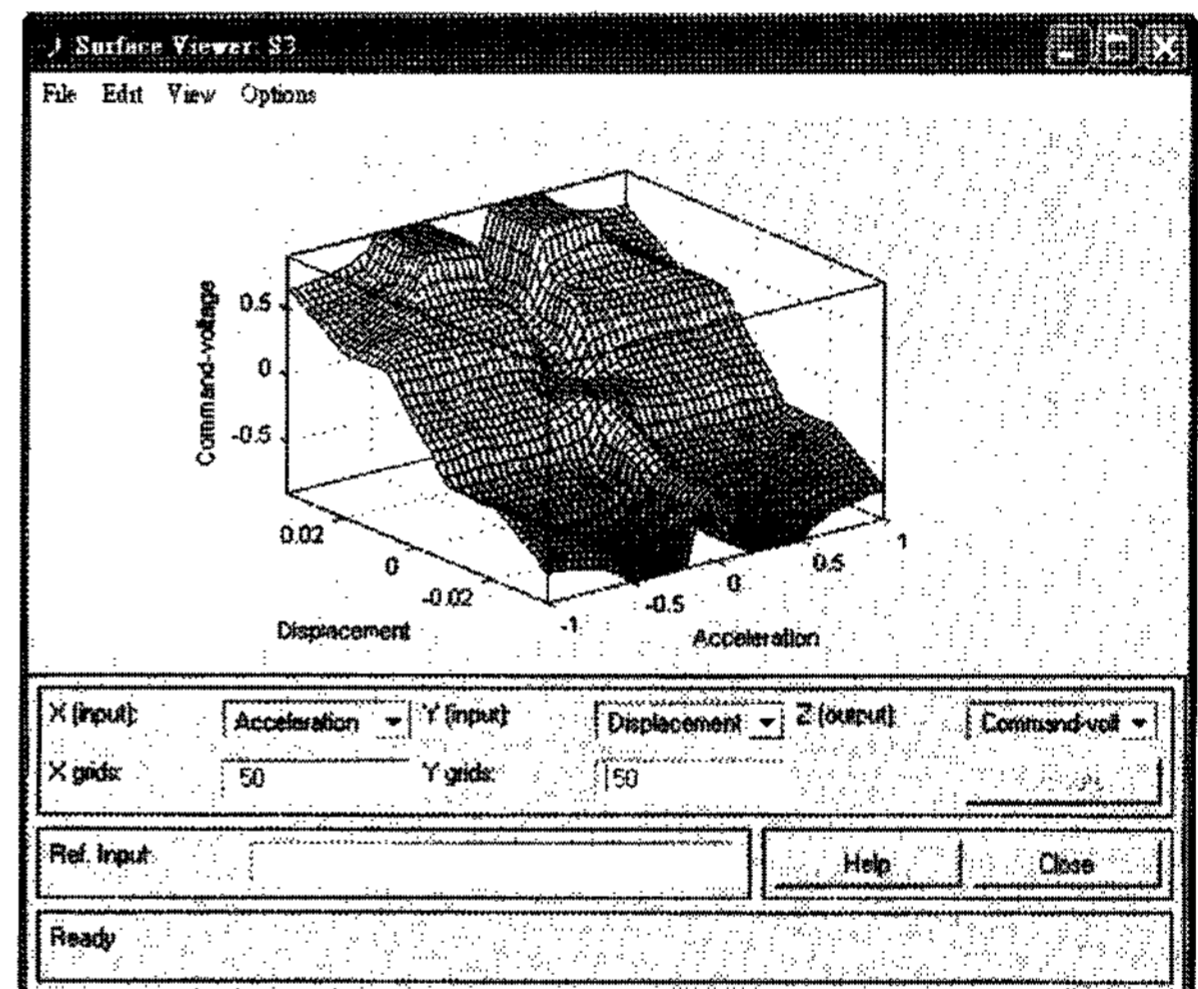 Surface Viewer: S3
File Edit View Options
Command-voltage
0.5
0
-0.5
0.02
0
-0.02
Displacement
-1
-0.5
0
0.5
1
Acceleration
X (input): Acceleration Y (input): Displacement Z (output): Command-volt
X grids: 50 Y grids: 50
Ref. Input:
Help Close
Ready